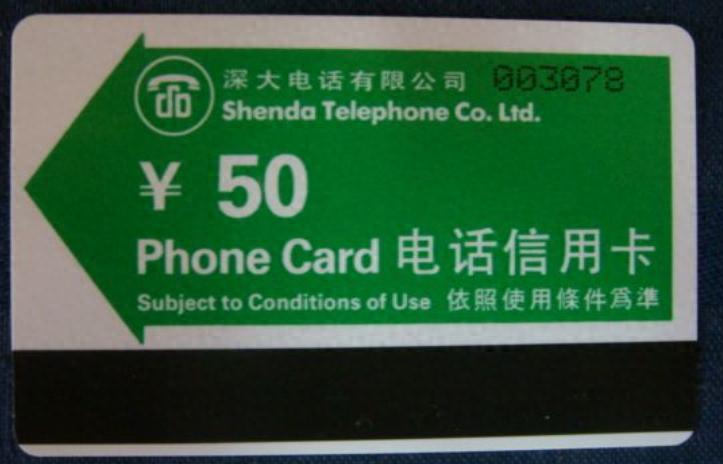 深大电话有限公司 003078
Shenda Telephone Co. Ltd.
¥ 50
Phone Card 电话信用卡
Subject to Conditions of Use 依照使用條件爲準